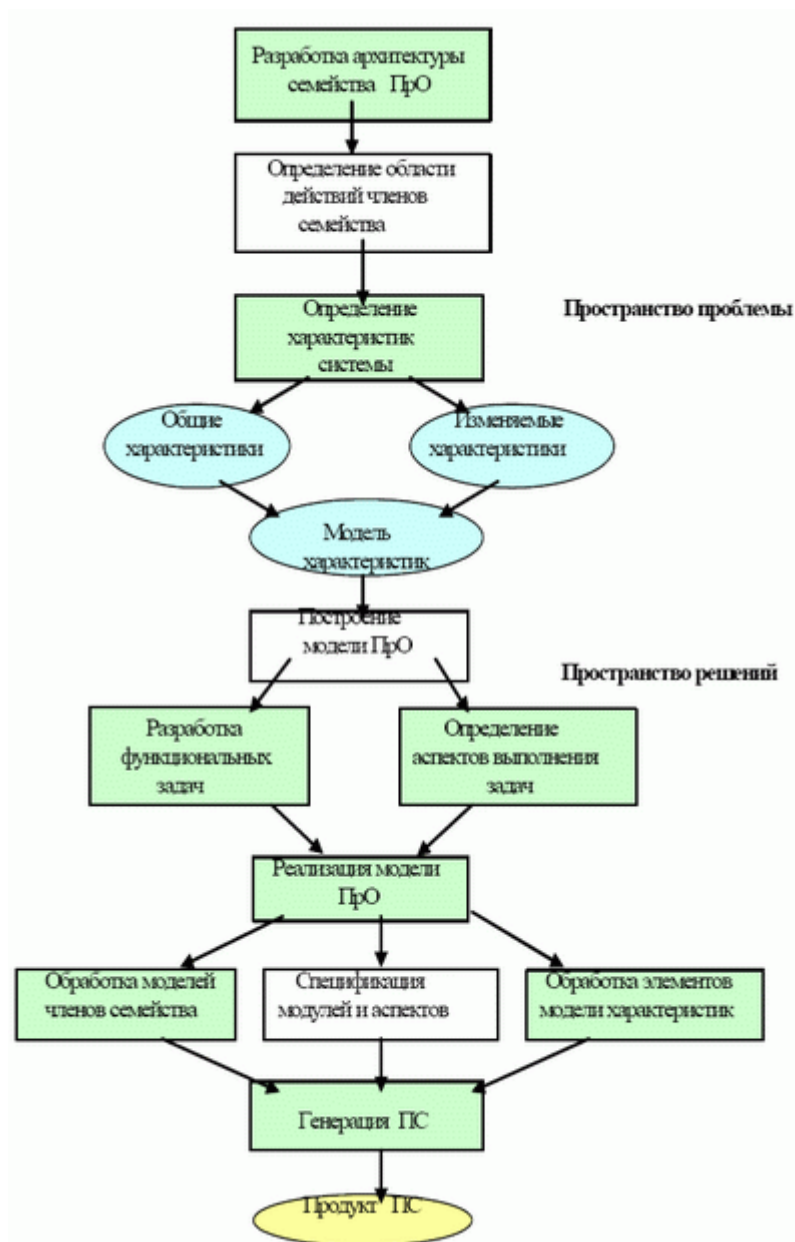 Разработка архитектуры
семейства ПрО
Определение области
действий членов
семейства
Определение
характеристик
системы
Пространство проблемы
Общие
характеристики
Изменяемые
характеристики
Модель
характеристик
Построение
модели ПрО
Пространство решений
Разработка
функциональных
задач
Определение
аспектов выполнения
задач
Реализация модели
ПрО
Обработка моделей
членов семейства
Спецификация
модулей и аспектов
Обработка элементов
модели характеристик
Генерация ПС
Продукт ПС